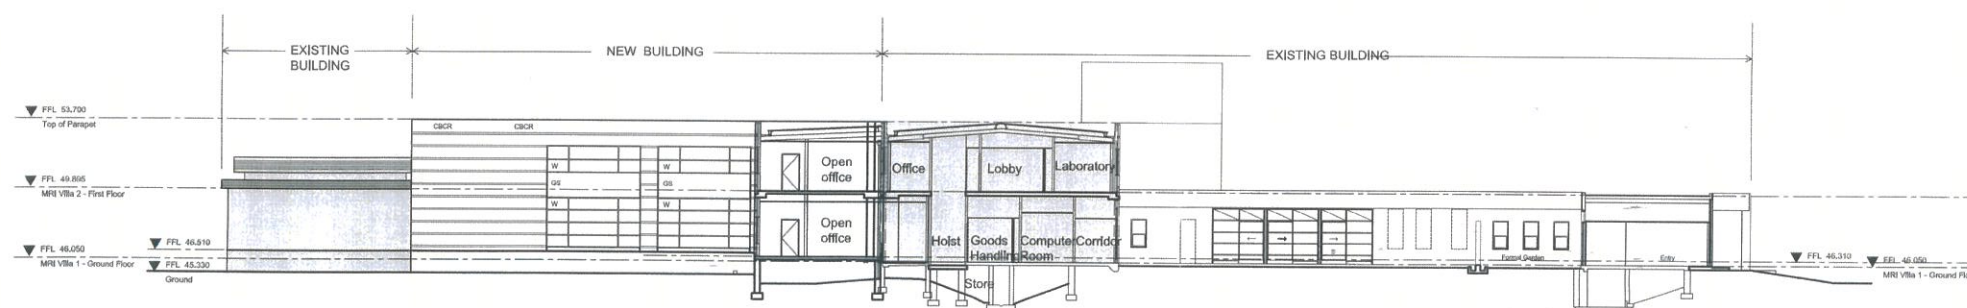 EXISTING
BUILDING
NEW BUILDING
EXISTING BUILDING
FFL 53.790
Top of Parapet
CBCR
CBCR
FFL 49.895
MRI Villa 2 - First Floor
W
W
GS
GS
W
W
Open
office
Office
Lobby
Laboratory
Open
office
Hoist
Goods
Handling
Computer
Room
Corridor
Store
FFL 46.050
MRI Villa 1 - Ground Floor
FFL 46.510
FFL 45.330
Ground
Formal Garden
Entry
FFL 46.310
FFL 46.050
MRI Villa 1 - Ground Flo